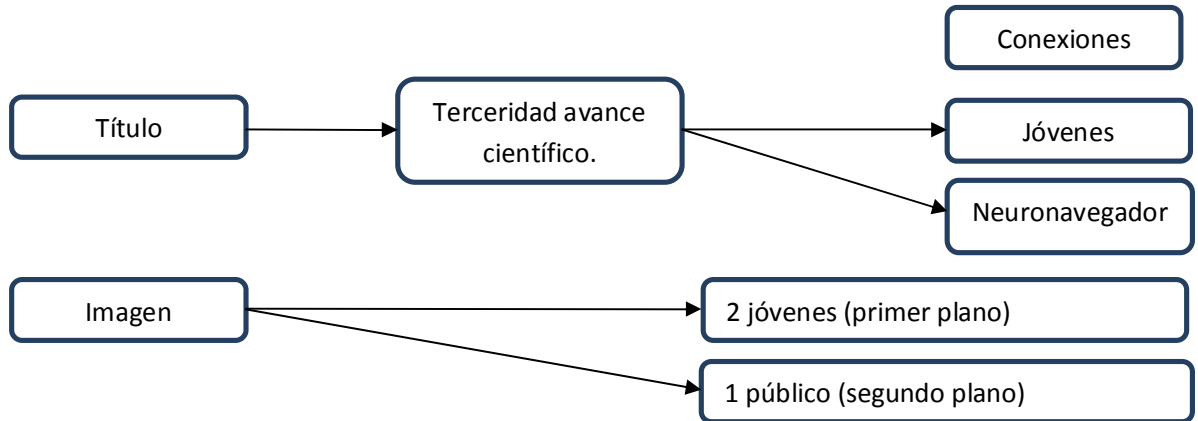 Conexiones
Título
Terceridad avance
científico.
Jóvenes
Neuronavegador
Imagen
2 jóvenes (primer plano)
1 público (segundo plano)